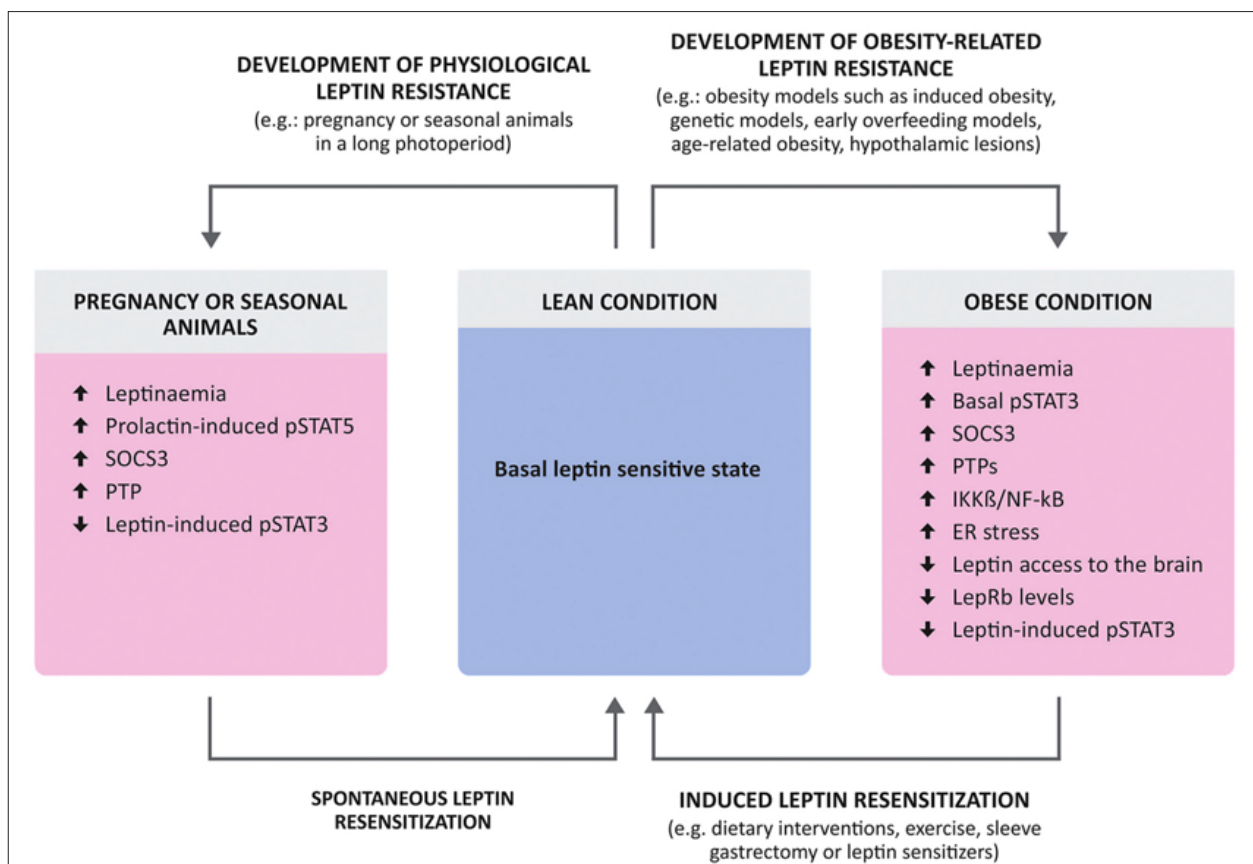 DEVELOPMENT OF PHYSIOLOGICAL
LEPTIN RESISTANCE
(e.g.: pregnancy or seasonal animals
in a long photoperiod)
DEVELOPMENT OF OBESITY-RELATED
LEPTIN RESISTANCE
(e.g.: obesity models such as induced obesity,
genetic models, early overfeeding models,
age-related obesity, hypothalamic lesions)
PREGNANCY OR SEASONAL
ANIMALS
↑ Leptinaemia
↑ Prolactin-induced pSTAT5
↑ SOCS3
↑ PTP
↓ Leptin-induced pSTAT3
LEAN CONDITION
Basal leptin sensitive state
OBESE CONDITION
↑ Leptinaemia
↑ Basal pSTAT3
↑ SOCS3
↑ PTPs
↑ IKKß/NF-kB
↑ ER stress
↓ Leptin access to the brain
↓ LepRb levels
↓ Leptin-induced pSTAT3
SPONTANEOUS LEPTIN
RESENSITIZATION
INDUCED LEPTIN RESENSITIZATION
(e.g. dietary interventions, exercise, sleeve
gastrectomy or leptin sensitizers)